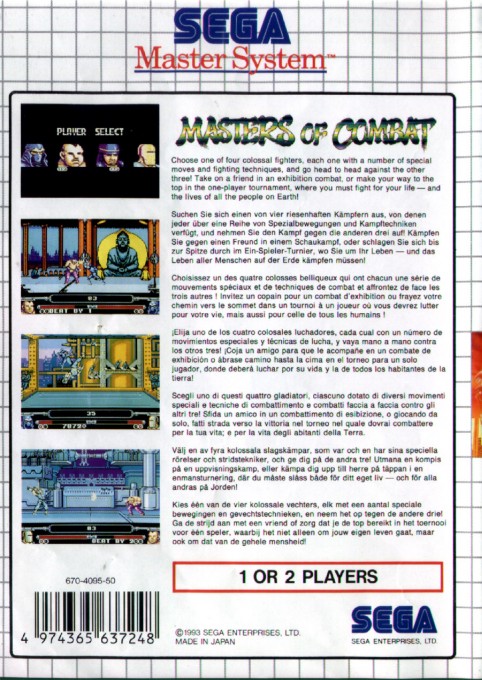 SEGA
Master System™
PLAYER SELECT
83
BEAT BY 1
35
78790
83
BEAT BY 900
MASTERS OF COMBAT
Choose one of four colossal fighters, each one with a number of special
moves and fighting techniques, and go head to head against the other
three! Take on a friend in an exhibition combat, or make your way to the
top in the one-player tournament, where you must fight for your life — and
the lives of all the people on Earth!
Suchen Sie sich einen von vier riesenhaften Kämpfern aus, von denen
jeder über eine Reihe von Spezialbewegungen und Kampftechniken
verfügt, und nehmen Sie den Kampf gegen die anderen drei auf! Kämpfen
Sie gegen einen Freund in einem Schaukampf, oder schlagen Sie sich bis
zur Spitze durch im Ein-Spieler-Turnier, wo Sie um Ihr Leben — und das
Leben aller Menschen auf der Erde kämpfen müssen!
Choisissez un des quatre colosses belliqueux qui ont chacun une série de
mouvements spéciaux et de techniques de combat et affrontez de face les
trois autres ! Invitez un copain pour un combat d'exhibition ou frayez votre
chemin vers le sommet dans un tournoi à un joueur où vous devrez lutter
pour votre vie, mais aussi pour celle de tous les humains !
¡Elija uno de los cuatro colosales luchadores, cada cual con un número de
movimientos especiales y técnicas de lucha, y vaya mano a mano contra
los otros tres! ¡Coja un amigo para que le acompañe en un combate de
exhibición o ábrase camino hasta la cima en el torneo para un solo
jugador, donde deberá luchar por su vida y la de todos los habitantes de la
tierra!
Scegli uno di questi quattro gladiatori, ciascuno dotato di diversi movimenti
speciali e tecniche di combattimento e combatti faccia a faccia contro gli
altri tre! Sfida un amico in un combattimento di esibizione, o giocando da
solo, fatti strada verso la vittoria nel torneo nel quale dovrai combattere
per la tua vita; e per la vita degli abitanti della Terra.
Välj en av fyra kolossala slagskämpar, som var och en har sina speciella
rörelser och stridstekniker, och ge dig på de andra tre! Utmana en kompis
på en uppvisningskamp, eller kämpa dig upp till herre på täppan i en
enmansturnering, där du måste slåss både för ditt eget liv — och för alla
andras på Jorden!
Kies één van de vier kolossale vechters, elk met een aantal speciale
bewegingen en gevechtstechnieken, en neem het op tegen de andere drie!
Ga de strijd aan met een vriend of zorg dat je de top bereikt in het toernooi
voor één speler, waarbij het niet alleen om jouw eigen leven gaat, maar
ook om dat van de gehele mensheid!
670-4095-50
1 OR 2 PLAYERS
4 974365 637248
©1993 SEGA ENTERPRISES, LTD.
MADE IN JAPAN
SEGA
SEGA ENTERPRISES, LTD.